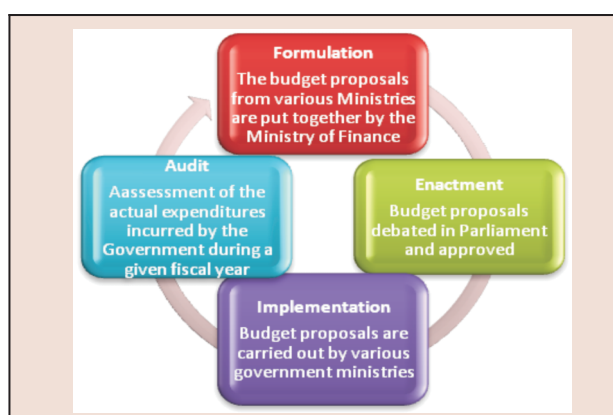 Formulation
The budget proposals
from various Ministries
are put together by the
Ministry of Finance
Enactment
Budget proposals
debated in Parliament
and approved
Implementation
Budget proposals are
carried out by various
government ministries
Audit
Aassessment of the
actual expenditures
incurred by the
Government during a
given fiscal year